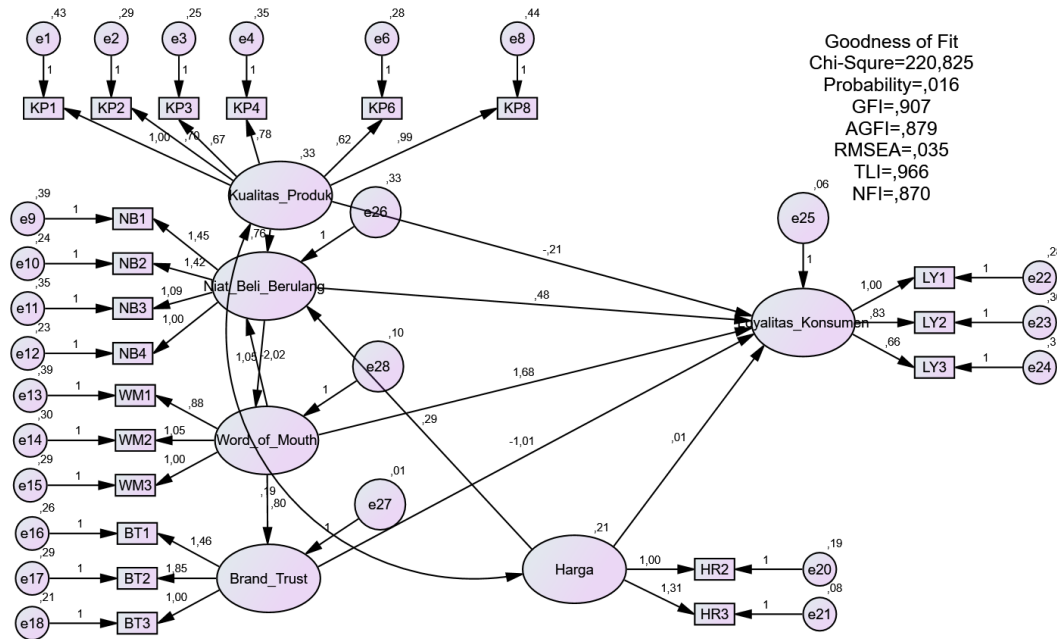 ,43 ,29 ,25 ,35 ,28 ,44
e1 e2 e3 e4 e6 e8
1 1 1 1 1 1
KP1 KP2 KP3 KP4 KP6 KP8
1,00 ,70 ,67 ,78 ,62 ,99
Goodness of Fit
Chi-Squre=220,825
Probability=,016
GFI=,907
AGFI=,879
RMSEA=,035
TLI=,966
NFI=,870
,33
Kualitas_Produk
,33
e26
1
,76
-,21
,39
e9 1 NB1 1,45
,24
e10 1 NB2 1,42
,35
e11 1 NB3 1,09
,23
e12 1 NB4 1,00
Niat_Beli_Berulang
,48
,06
e25
1
1,00 LY1 1 e22
,83 LY2 1 e23
,66 LY3 1 e24
1,05 -2,02
,10
e28
1
1,68
,39
e13 1 WM1 ,88
,30
e14 1 WM2 1,05
,29
e15 1 WM3 1,00
Word_of_Mouth
,29
-1,01
,01
,19
,80
,01
e27
1
,26
e16 1 BT1 1,46
,29
e17 1 BT2 1,85
,21
e18 1 BT3 1,00
Brand_Trust
,21
Harga
1,00 HR2 1 e20 ,19
1,31 HR3 1 e21 ,08